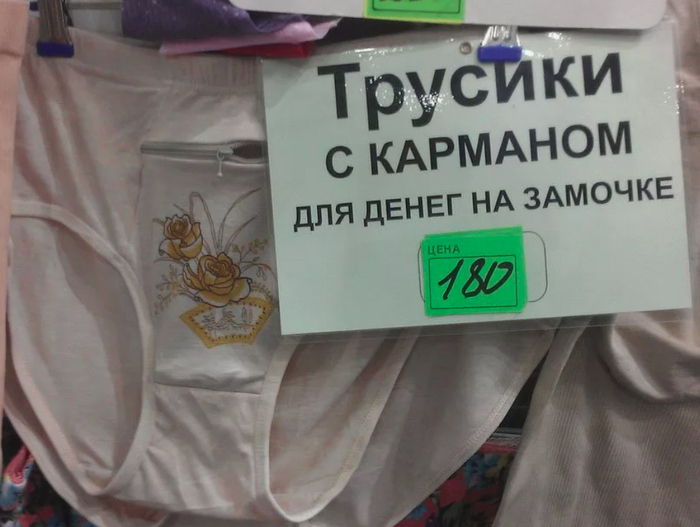 Трусики
С КАРМАНОМ
ДЛЯ ДЕНЕГ НА ЗАМОЧКЕ
ЦЕНА
180